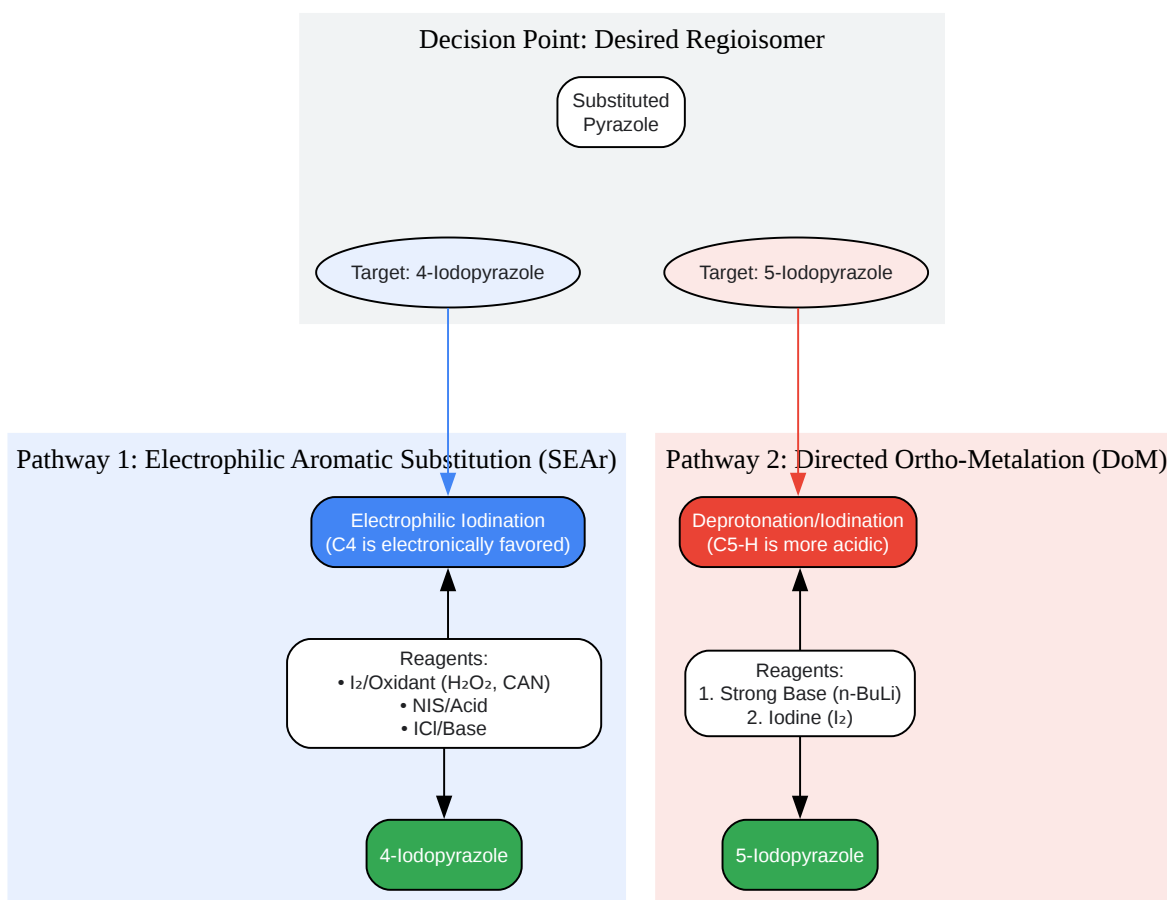 Decision Point: Desired Regioisomer
Substituted
Pyrazole
Target: 4-Iodopyrazole
Target: 5-Iodopyrazole
Pathway 1: Electrophilic Aromatic Substitution (SEAr)
Electrophilic Iodination
(C4 is electronically favored)
Reagents:
• I₂/Oxidant (H₂O₂, CAN)
• NIS/Acid
• ICl/Base
4-Iodopyrazole
Pathway 2: Directed Ortho-Metalation (DoM)
Deprotonation/Iodination
(C5-H is more acidic)
Reagents:
1. Strong Base (n-BuLi)
2. Iodine (I₂)
5-Iodopyrazole